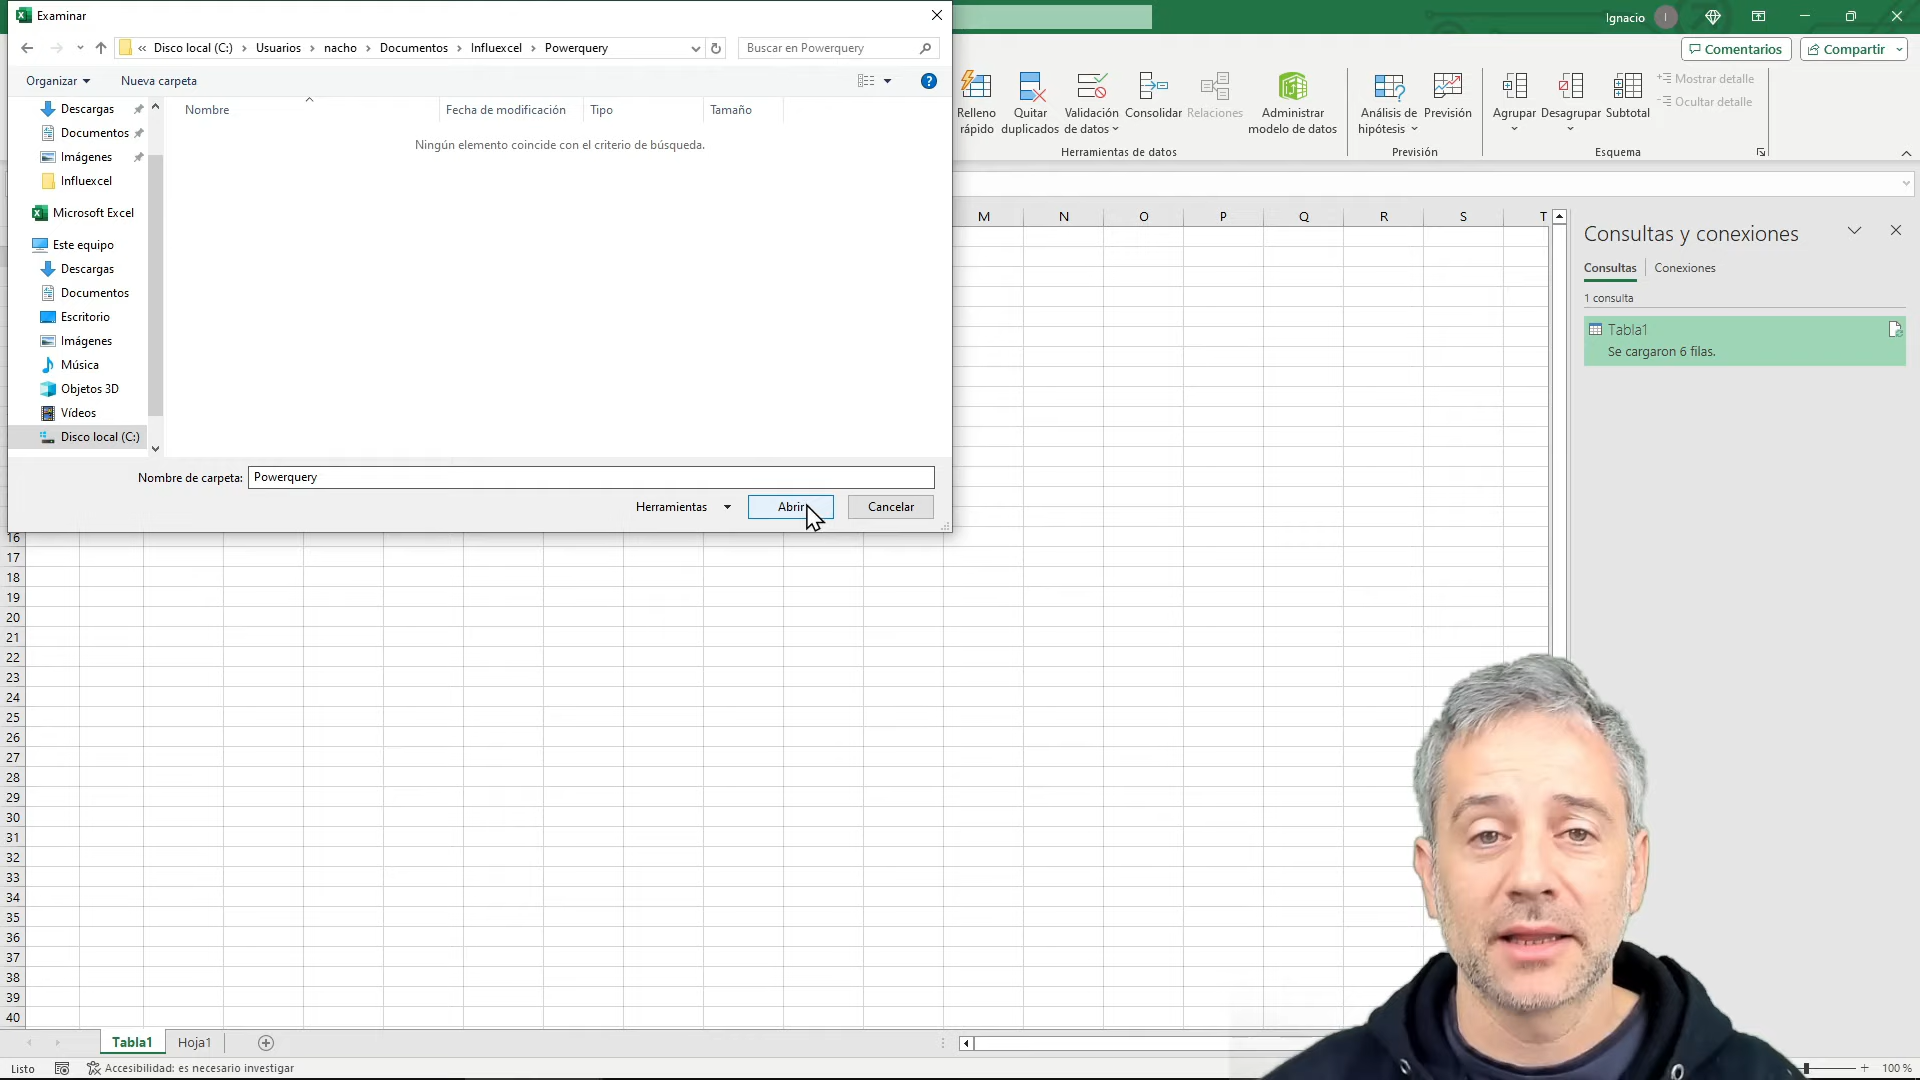 Examinar
Ignacio I
« Disco local (C:) › Usuarios › nacho › Documentos › Influexcel › Powerquery
Buscar en Powerquery
Comentarios
Compartir
Organizar
Nueva carpeta
Descargas
Documentos
Imágenes
Influexcel
Microsoft Excel
Este equipo
Descargas
Documentos
Escritorio
Imágenes
Música
Objetos 3D
Vídeos
Disco local (C:)
Nombre
Fecha de modificación
Tipo
Tamaño
Ningún elemento coincide con el criterio de búsqueda.
Nombre de carpeta:
Powerquery
Herramientas
Abrir
Cancelar
Relleno rápido
Quitar duplicados
Validación de datos
Consolidar
Relaciones
Administrar modelo de datos
Herramientas de datos
Análisis de hipótesis
Previsión
Previsión
Agrupar
Desagrupar
Subtotal
Mostrar detalle
Ocultar detalle
Esquema
M N O P Q R S T
Consultas y conexiones
Consultas
Conexiones
1 consulta
Tabla1
Se cargaron 6 filas.
16
17
18
19
20
21
22
23
24
25
26
27
28
29
30
31
32
33
34
35
36
37
38
39
40
Tabla1
Hoja1
Listo
Accesibilidad: es necesario investigar
100 %